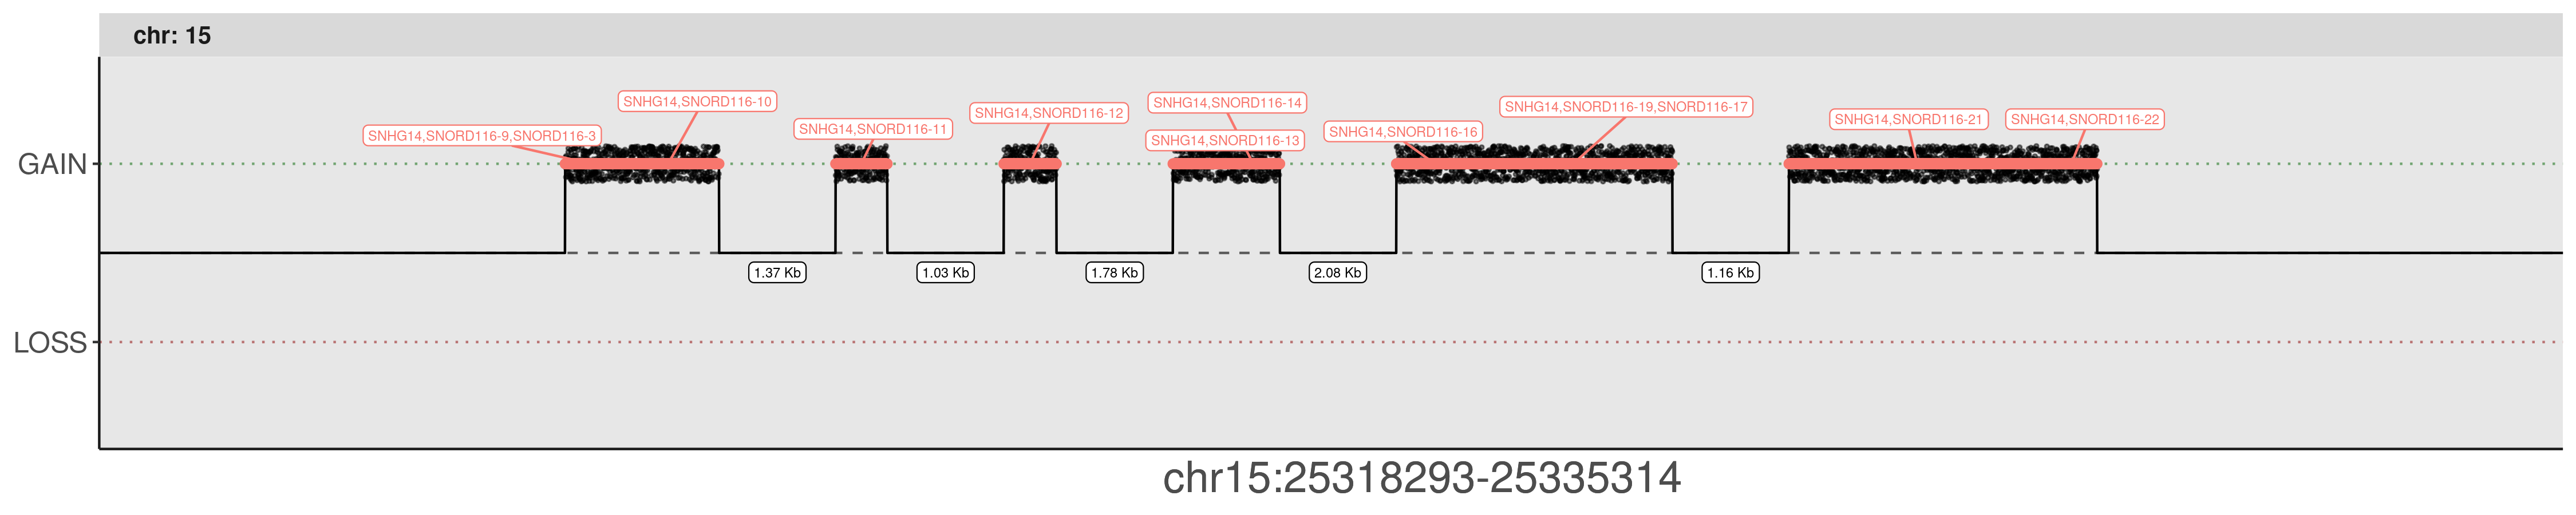 chr: 15
SNHG14,SNORD116-10
SNHG14,SNORD116-14
SNHG14,SNORD116-19,SNORD116-17
SNHG14,SNORD116-12
SNHG14,SNORD116-21
SNHG14,SNORD116-22
SNHG14,SNORD116-11
SNHG14,SNORD116-16
SNHG14,SNORD116-9,SNORD116-3
SNHG14,SNORD116-13
GAIN
1.37 Kb
1.03 Kb
1.78 Kb
2.08 Kb
1.16 Kb
LOSS
chr15:25318293-25335314